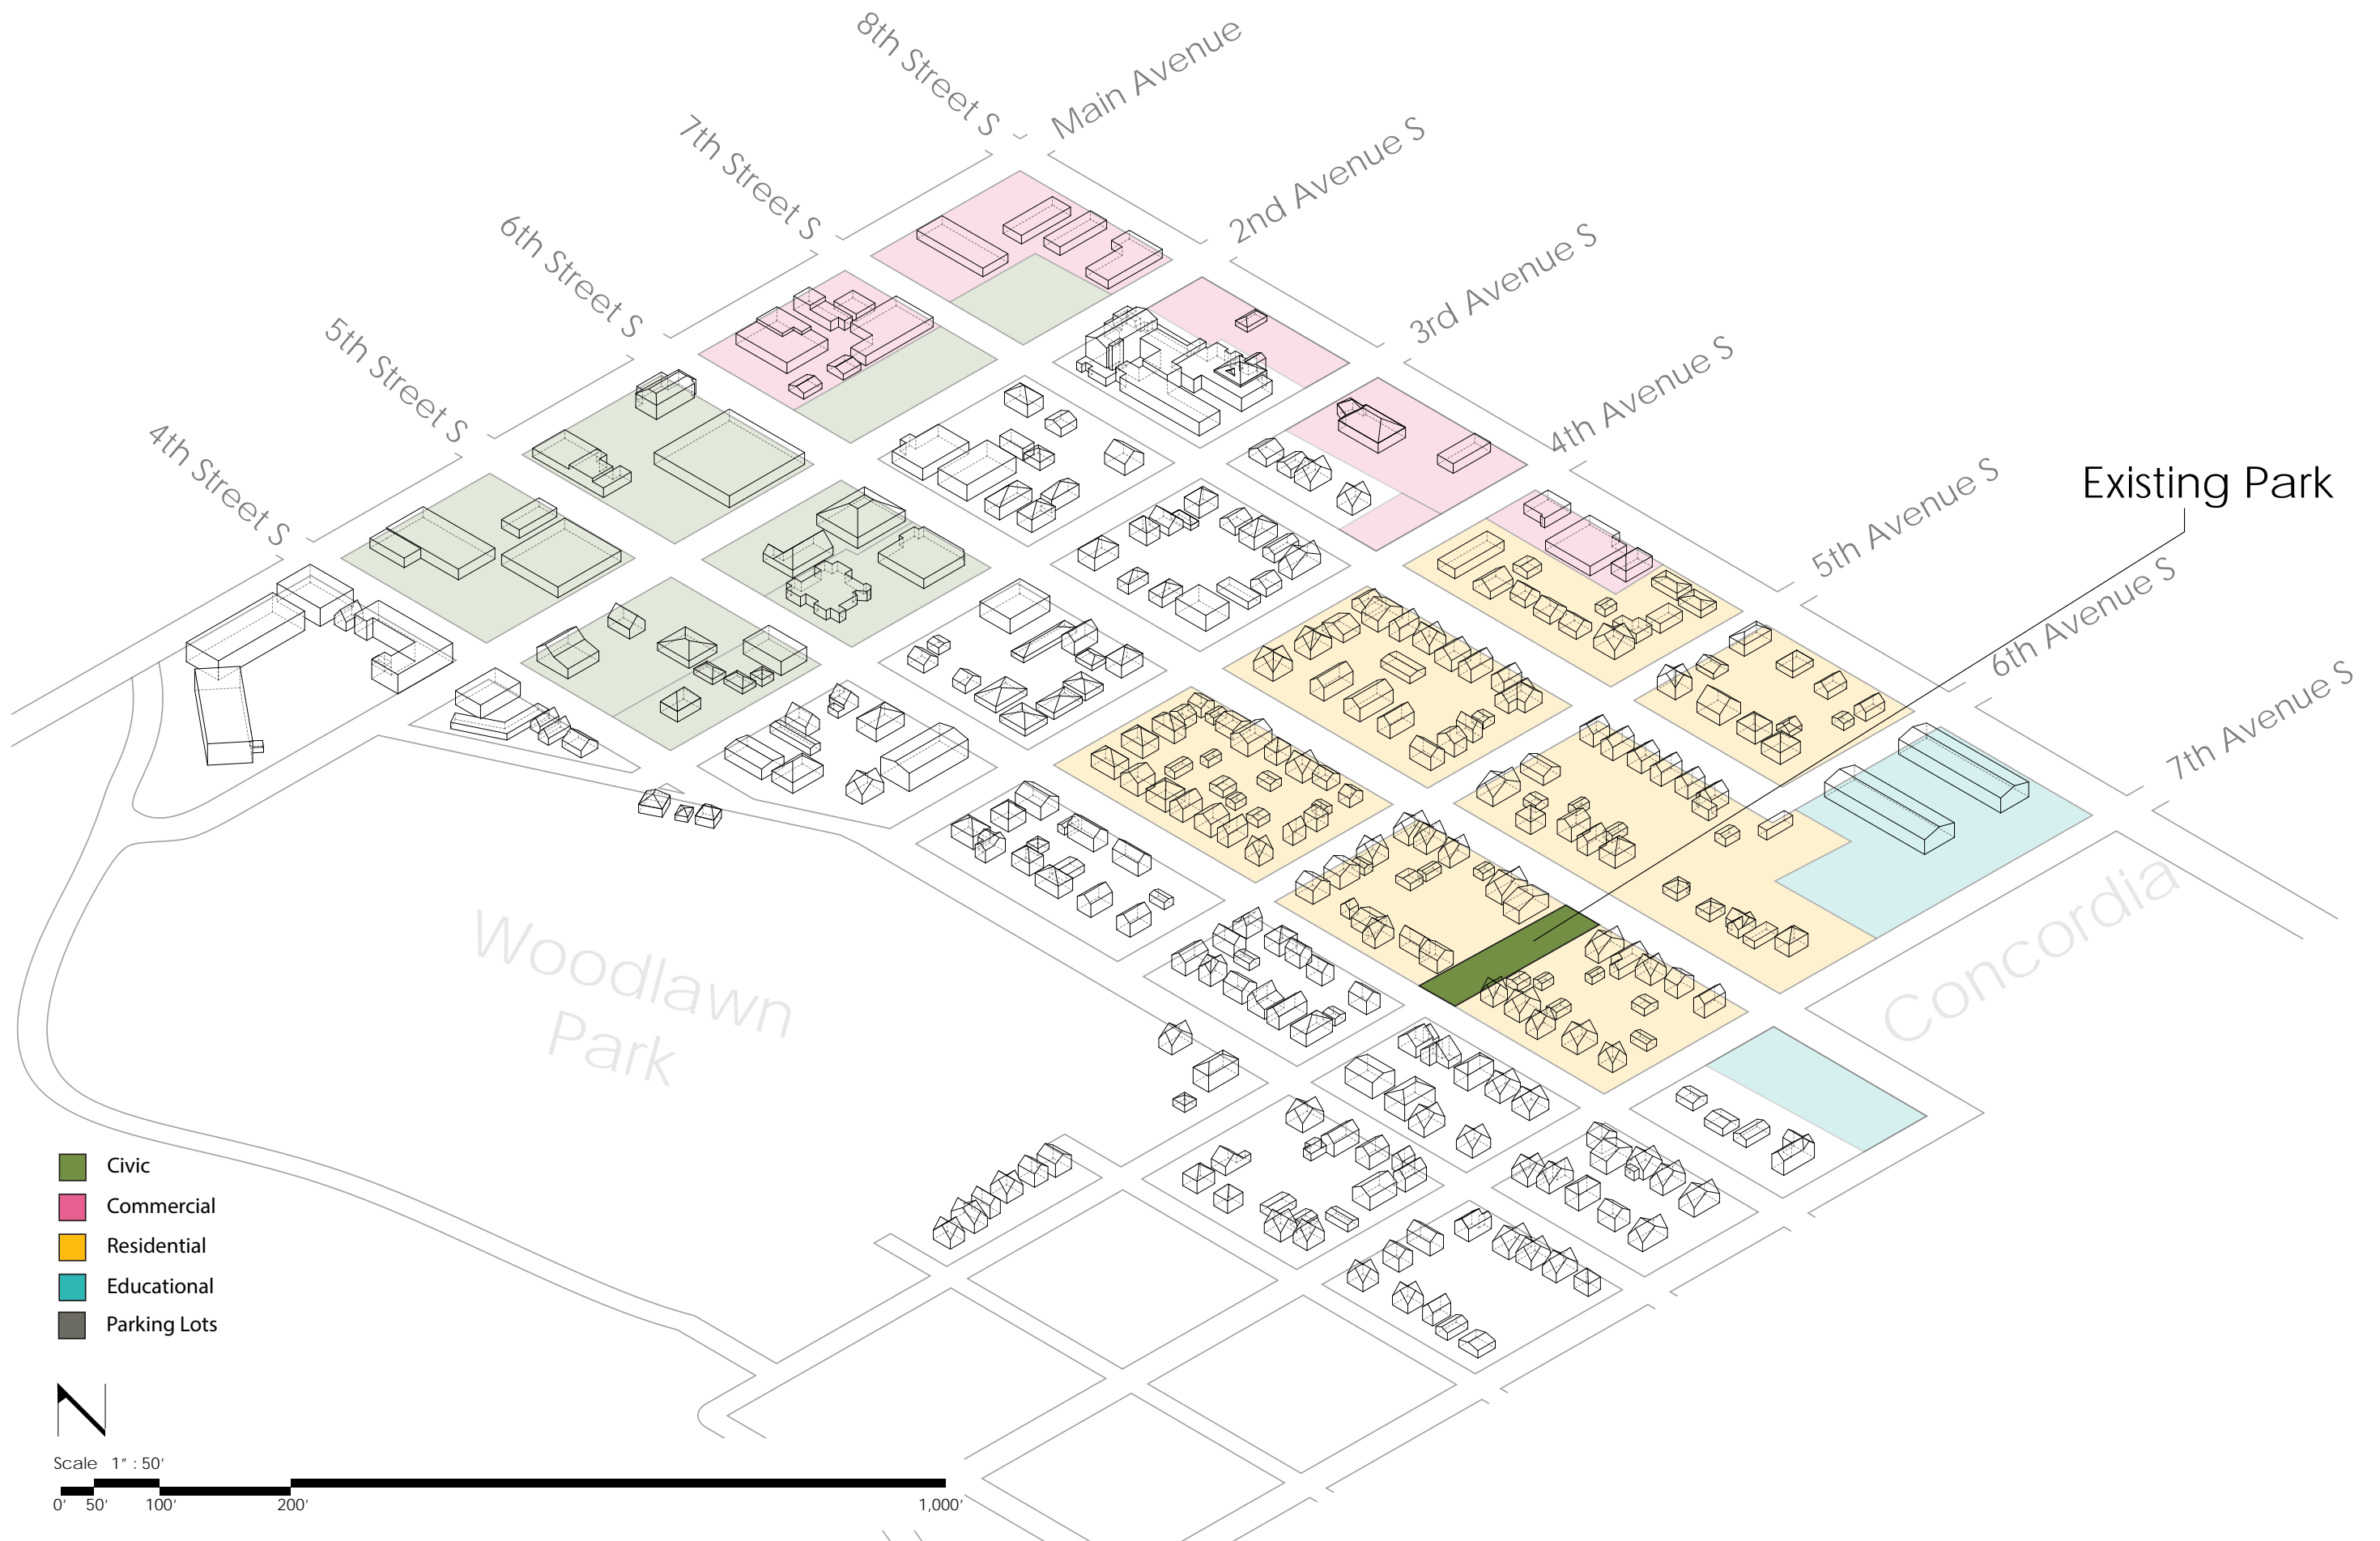 8th Street S
Main Avenue
7th Street S
2nd Avenue S
6th Street S
3rd Avenue S
5th Street S
4th Avenue S
4th Street S
5th Avenue S
Existing Park
6th Avenue S
7th Avenue S
Concordia
Woodlawn
Park
Civic
Commercial
Residential
Educational
Parking Lots
N
Scale 1” : 50’
0’ 50’ 100’ 200’ 1,000’